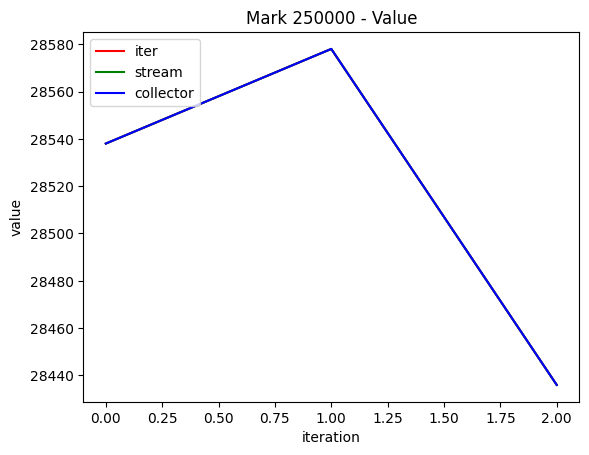 Mark 250000 - Value
iter
stream
collector
value
28580
28560
28540
28520
28500
28480
28460
28440
0.00 0.25 0.50 0.75 1.00 1.25 1.50 1.75 2.00
iteration